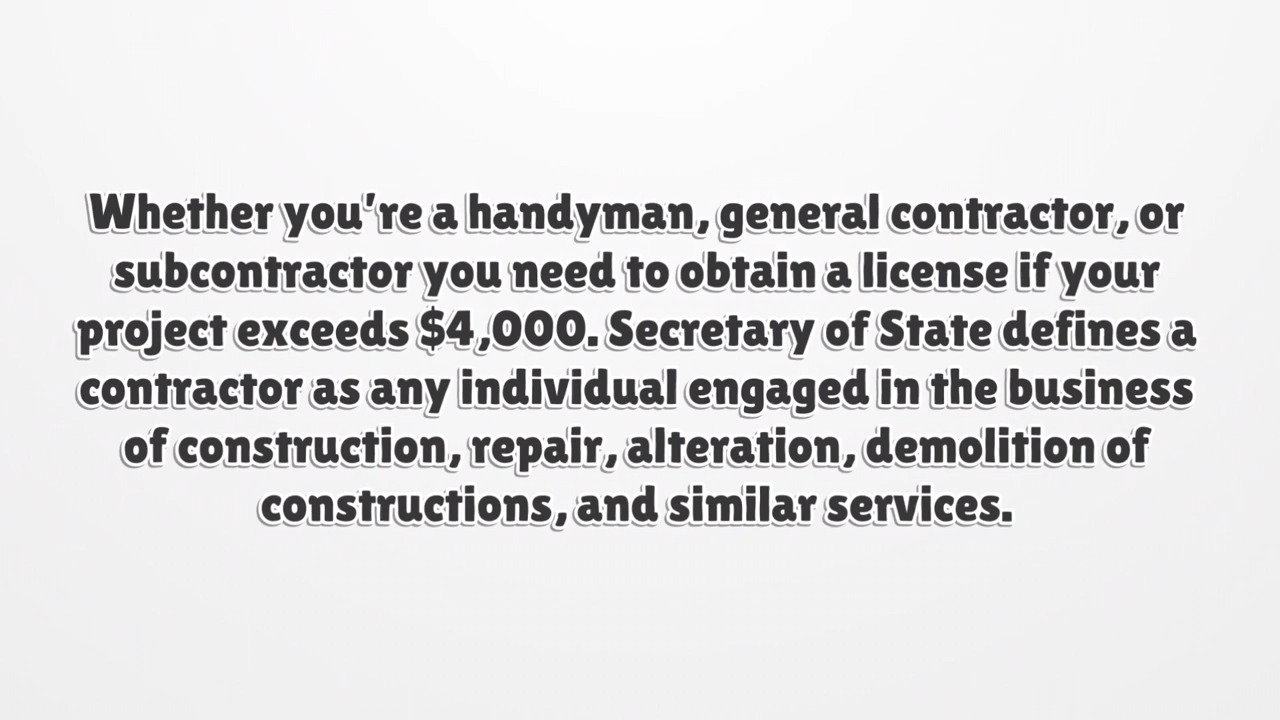 Whether you're a handyman, general contractor, or
subcontractor you need to obtain a license if your
project exceeds $4,000. Secretary of State defines a
contractor as any individual engaged in the business
of construction, repair, alteration, demolition of
constructions, and similar services.